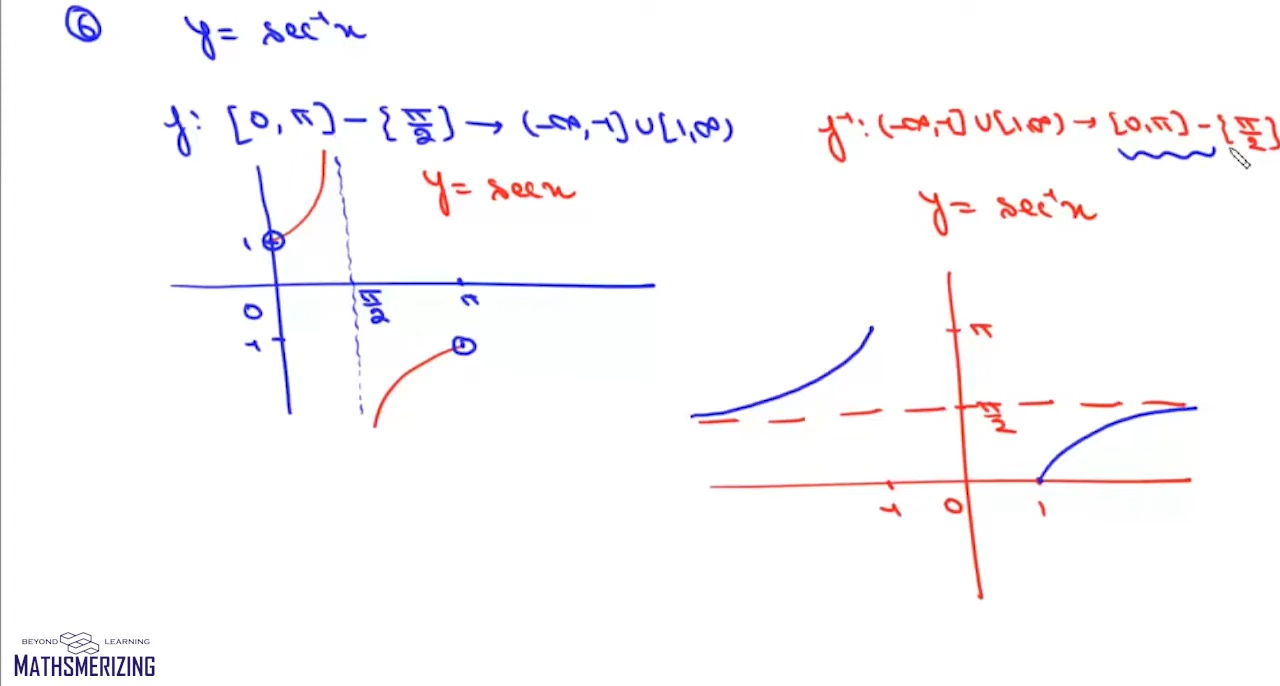 ⑥ y = sec⁻¹x
f: [0, π] - {π/2} → (-∞, -1] ∪ [1, ∞)
f⁻¹: (-∞, -1] ∪ [1, ∞) → [0, π] - {π/2}
y = sec x
1
0 π/2 π
-1
y = sec⁻¹x
π
π/2
-1 0 1
BEYOND LEARNING
MATHSMERIZING